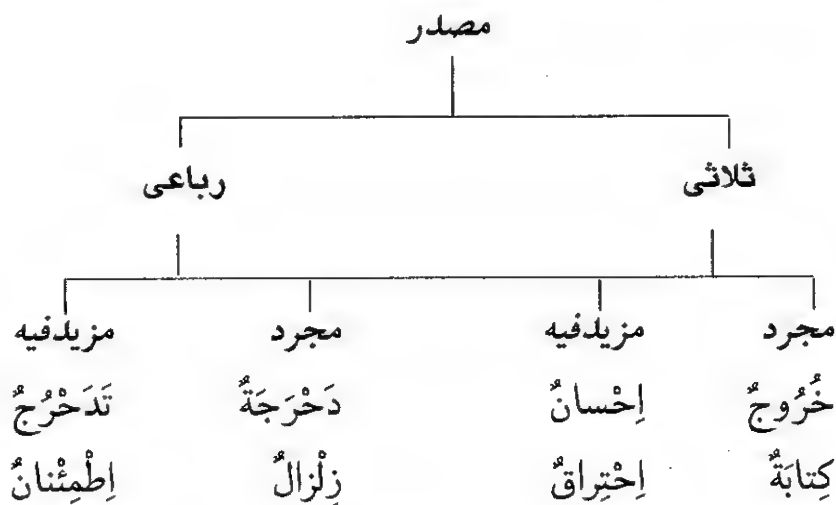 مصدر
ثلاثی رباعی
مجرد مزیدفیه مجرد مزیدفیه
خُرُوجٌ اِحْسانٌ دَحْرَجَةٌ تَدَحْرُجٌ
كِتابَةٌ اِحْتِراقٌ زِلْزالٌ اِطْمِئْنانٌ